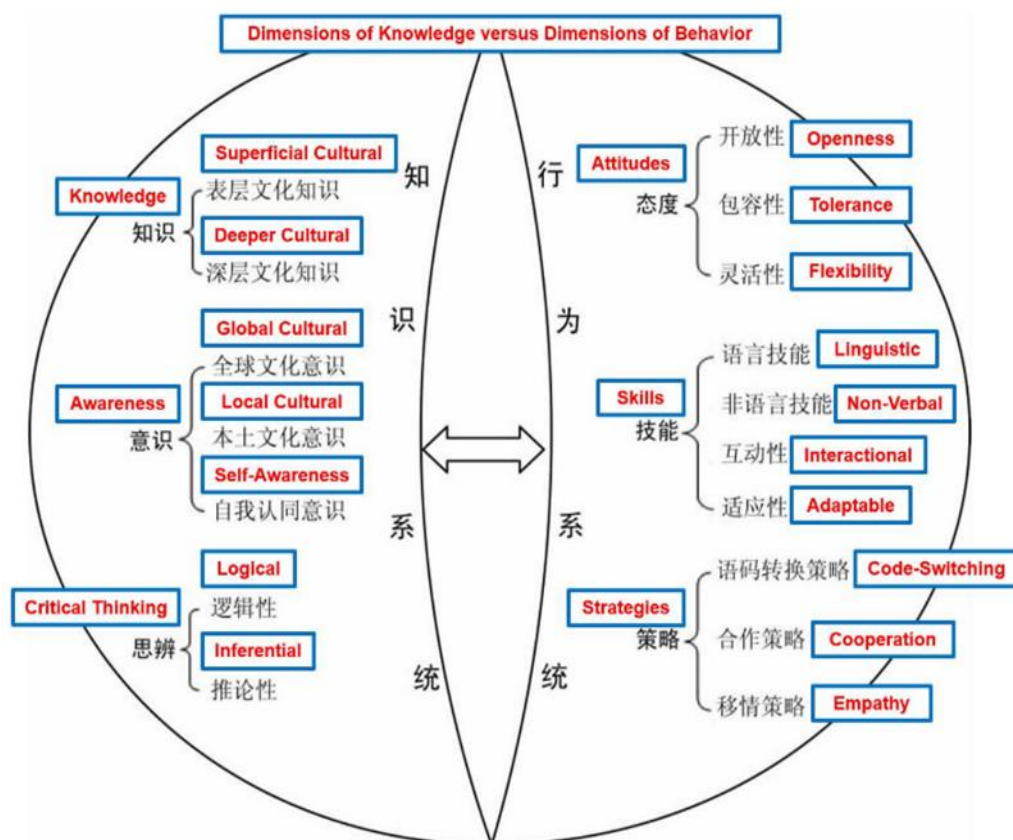 Dimensions of Knowledge versus Dimensions of Behavior
知识系统
Knowledge
知识
Superficial Cultural
表层文化知识
Deeper Cultural
深层文化知识
Awareness
意识
Global Cultural
全球文化意识
Local Cultural
本土文化意识
Self-Awareness
自我认同意识
Critical Thinking
思辨
Logical
逻辑性
Inferential
推论性
行为系统
Attitudes
态度
开放性 Openness
包容性 Tolerance
灵活性 Flexibility
Skills
技能
语言技能 Linguistic
非语言技能 Non-Verbal
互动性 Interactional
适应性 Adaptable
Strategies
策略
语码转换策略 Code-Switching
合作策略 Cooperation
移情策略 Empathy